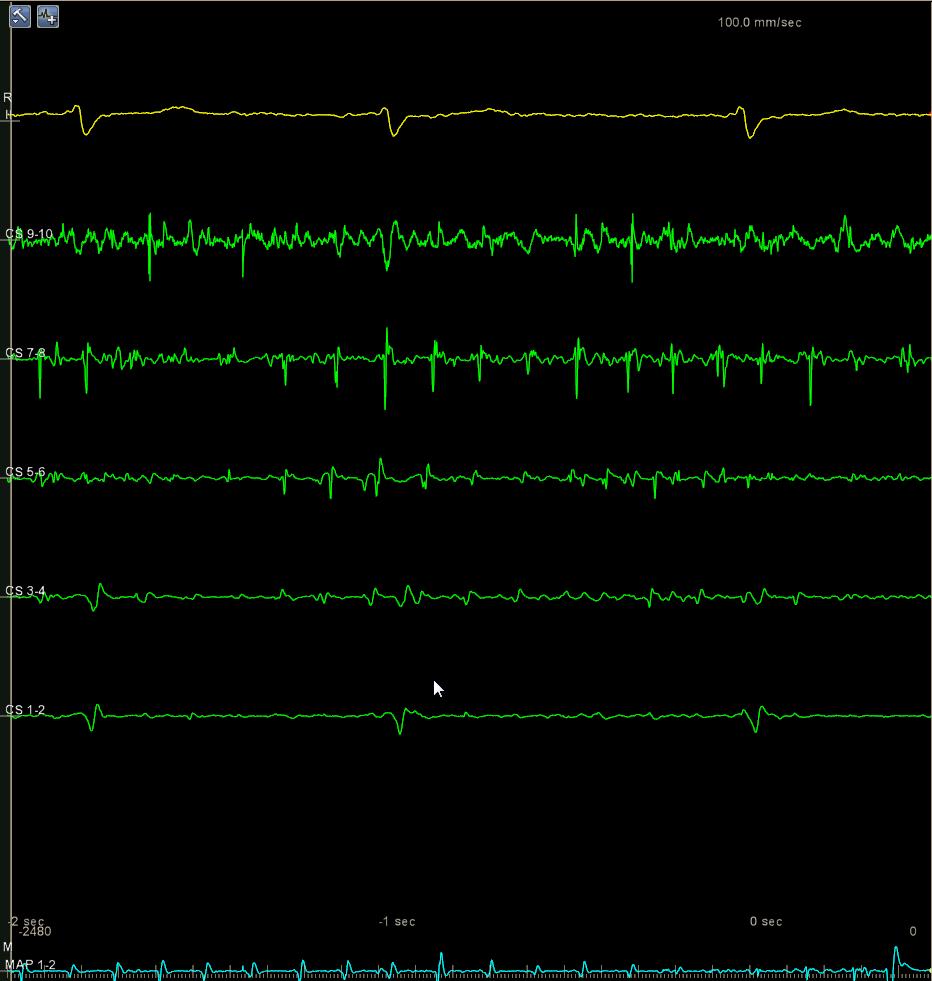 100.0 mm/sec
R
CS 9-10
CS 7-8
CS 5-6
CS 3-4
CS 1-2
-2 sec
-1 sec
0 sec
-2480
0
M
MAP 1-2